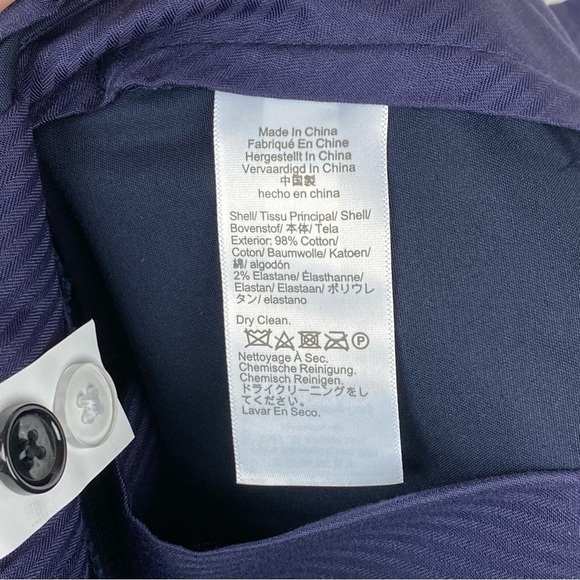 Made In China
Fabriqué En Chine
Hergestellt In China
Vervaardigd In China
中国製
hecho en china
Shell/ Tissu Principal/ Shell/
Bovenstof/ 本体/ Tela
Exterior: 98% Cotton/
Coton/ Baumwolle/ Katoen/
綿/ algodón
2% Elastane/ Élasthanne/
Elastan/ Elastaan/ ポリウレ
タン/ elastano
Dry Clean.
P
Nettoyage À Sec.
Chemische Reinigung.
Chemisch Reinigen.
ドライクリーニングをし
てください.
Lavar En Seco.